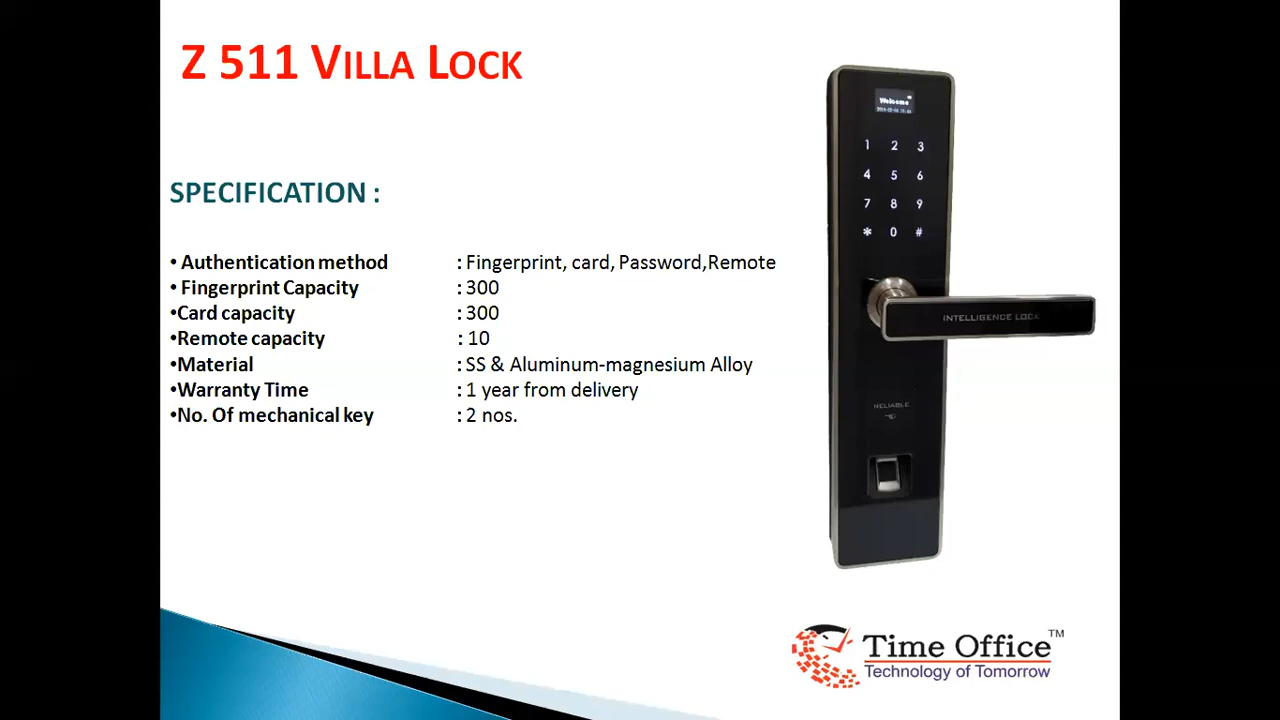 Z 511 VILLA LOCK
SPECIFICATION :
• Authentication method : Fingerprint, card, Password,Remote
• Fingerprint Capacity : 300
•Card capacity : 300
•Remote capacity : 10
•Material : SS & Aluminum-magnesium Alloy
•Warranty Time : 1 year from delivery
•No. Of mechanical key : 2 nos.
Welcome
1 2 3
4 5 6
7 8 9
* 0 #
INTELLIGENCE LOCK
RELIABLE
Time Office™
Technology of Tomorrow